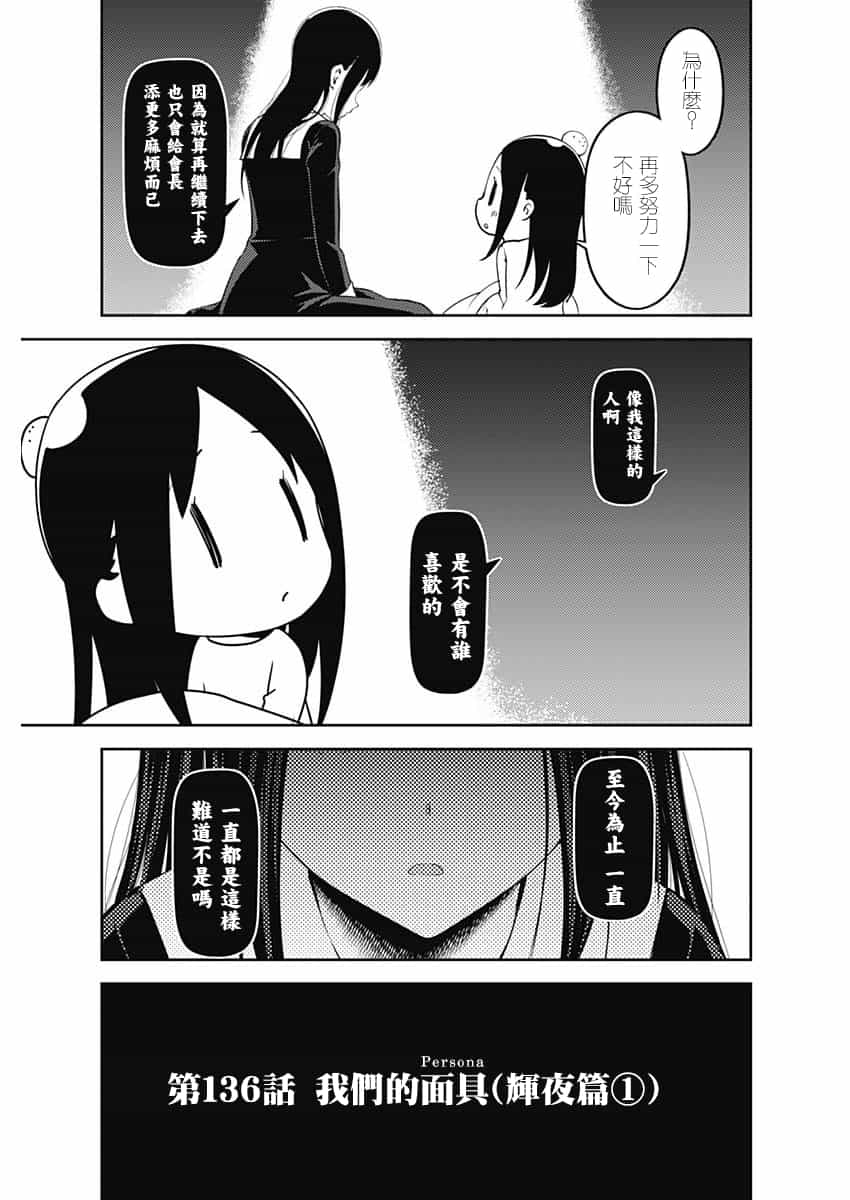 為什麼？
再多努力一下
不好嗎
因為就算再繼續下去
也只會給會長
添更多麻煩而已
像我這樣的
人啊
是不會有誰
喜歡的
至今為止 一直
一直都是這樣
難道不是嗎
Persona
第136話 我們的面具（輝夜篇①）